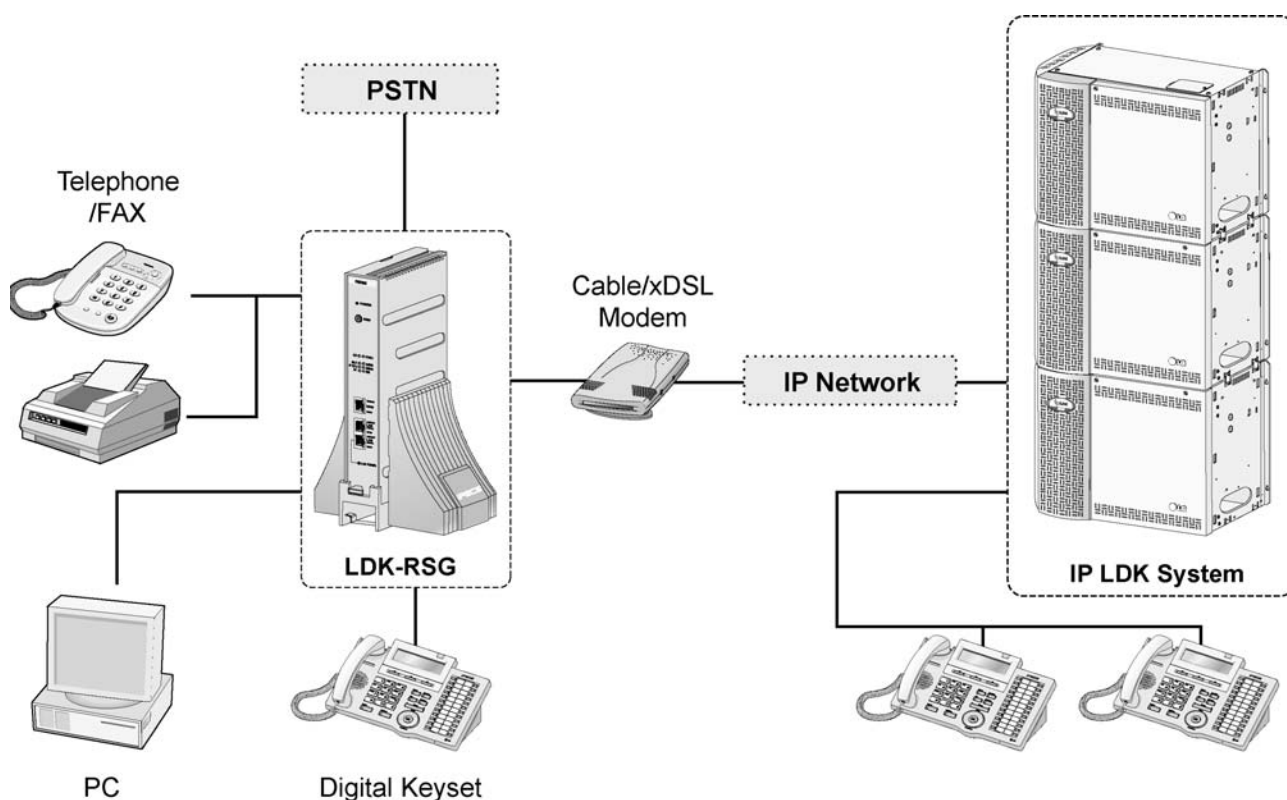 PSTN
Telephone
/FAX
Cable/xDSL
Modem
IP Network
LDK-RSG
IP LDK System
PC
Digital Keyset